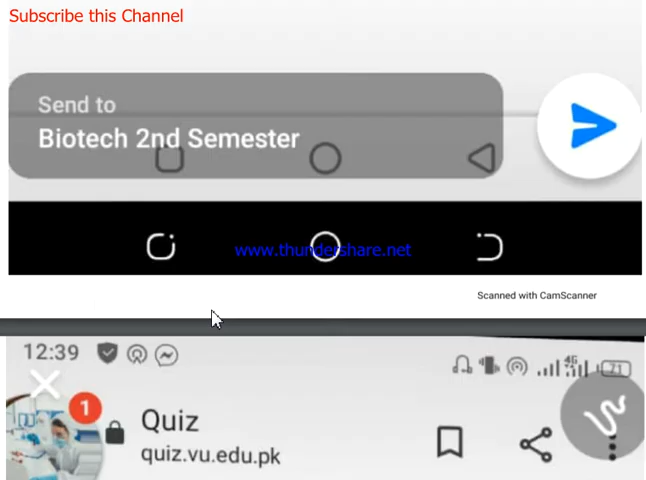 Subscribe this Channel
Send to
Biotech 2nd Semester
www.thundershare.net
Scanned with CamScanner
12:39
4G
71
1
Quiz
quiz.vu.edu.pk